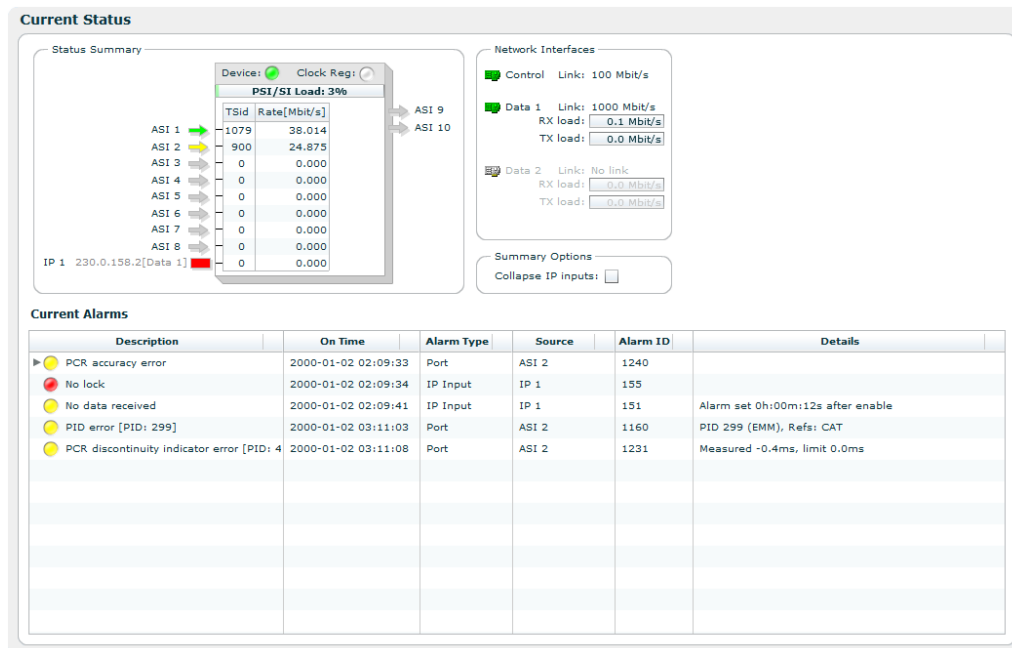 Current Status
Status Summary
Device: Clock Reg:
PSI/SI Load: 3%
TSid Rate[Mbit/s]
ASI 1 1079 38.014
ASI 2 900 24.875
ASI 3 0 0.000
ASI 4 0 0.000
ASI 5 0 0.000
ASI 6 0 0.000
ASI 7 0 0.000
ASI 8 0 0.000
IP 1 230.0.158.2[Data 1] 0 0.000
ASI 9
ASI 10
Network Interfaces
Control Link: 100 Mbit/s
Data 1 Link: 1000 Mbit/s
RX load: 0.1 Mbit/s
TX load: 0.0 Mbit/s
Data 2 Link: No link
RX load: 0.0 Mbit/s
TX load: 0.0 Mbit/s
Summary Options
Collapse IP inputs:
Current Alarms
Description On Time Alarm Type Source Alarm ID Details
PCR accuracy error 2000-01-02 02:09:33 Port ASI 2 1240
No lock 2000-01-02 02:09:34 IP Input IP 1 155
No data received 2000-01-02 02:09:41 IP Input IP 1 151 Alarm set 0h:00m:12s after enable
PID error [PID: 299] 2000-01-02 03:11:03 Port ASI 2 1160 PID 299 (EMM), Refs: CAT
PCR discontinuity indicator error [PID: 4 2000-01-02 03:11:08 Port ASI 2 1231 Measured -0.4ms, limit 0.0ms